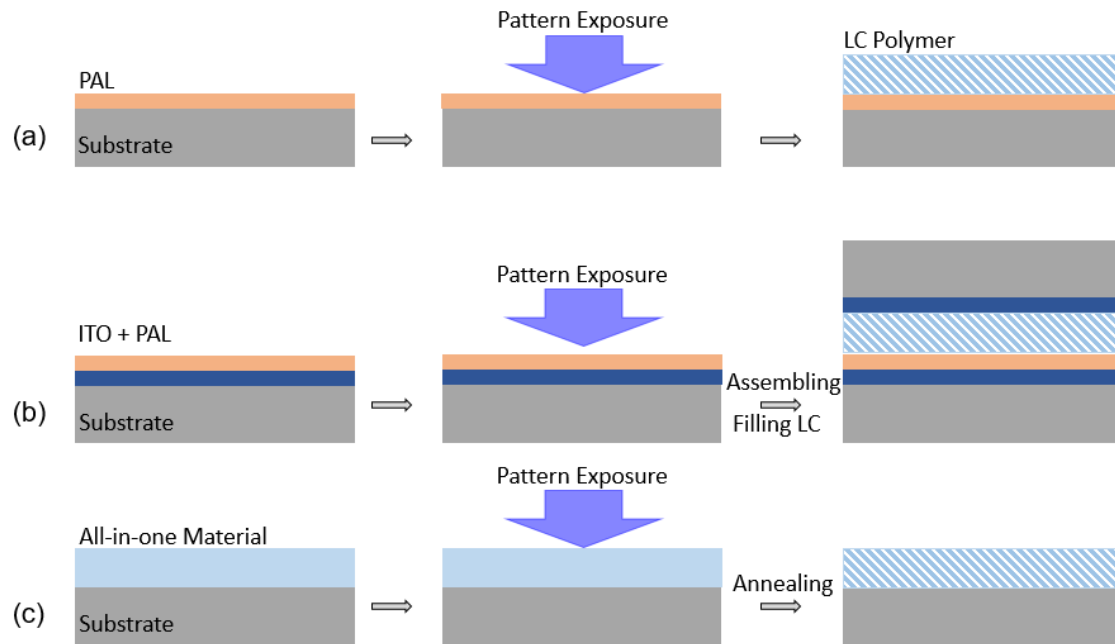 Pattern Exposure
LC Polymer
PAL
(a)
Substrate
Pattern Exposure
ITO + PAL
Assembling
(b)
Substrate
Filling LC
Pattern Exposure
All-in-one Material
Annealing
(c)
Substrate